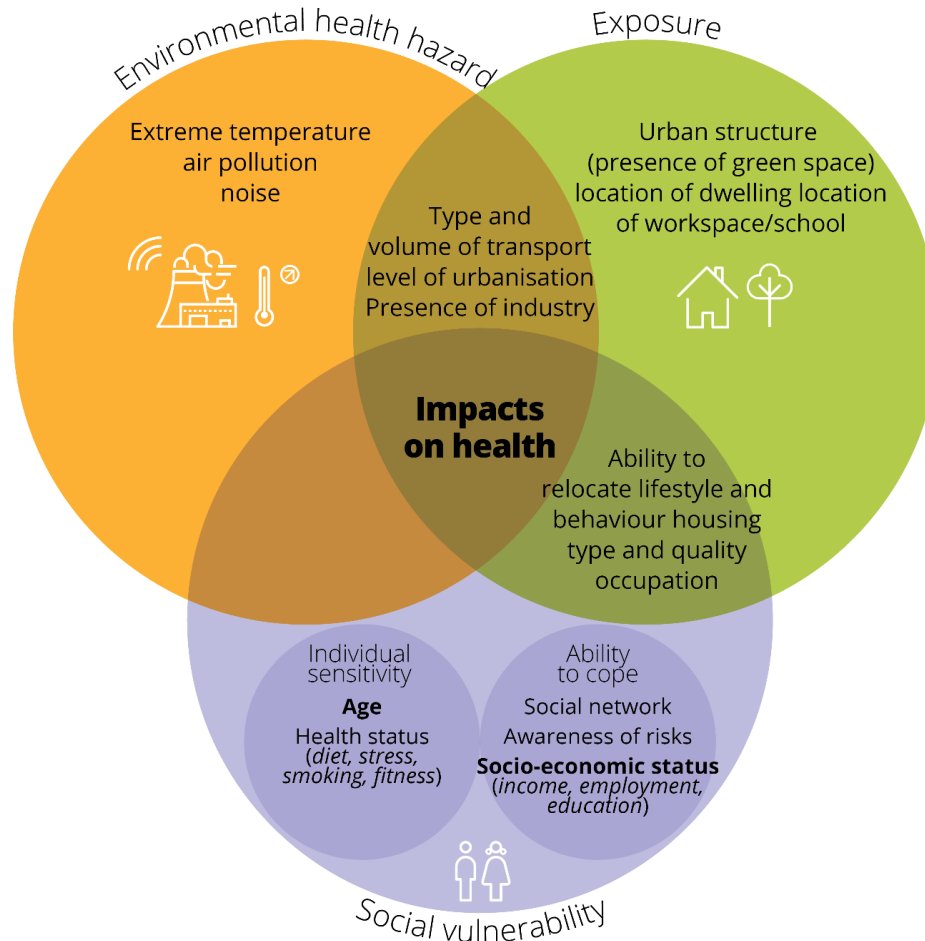 Environmental health hazard
Exposure
Extreme temperature
air pollution
noise
Urban structure
(presence of green space)
location of dwelling location
of workspace/school
Type and
volume of transport
level of urbanisation
Presence of industry
Impacts
on health
Ability to
relocate lifestyle and
behaviour housing
type and quality
occupation
Individual
sensitivity
Age
Health status
(diet, stress,
smoking, fitness)
Ability
to cope
Social network
Awareness of risks
Socio-economic status
(income, employment,
education)
Social vulnerability